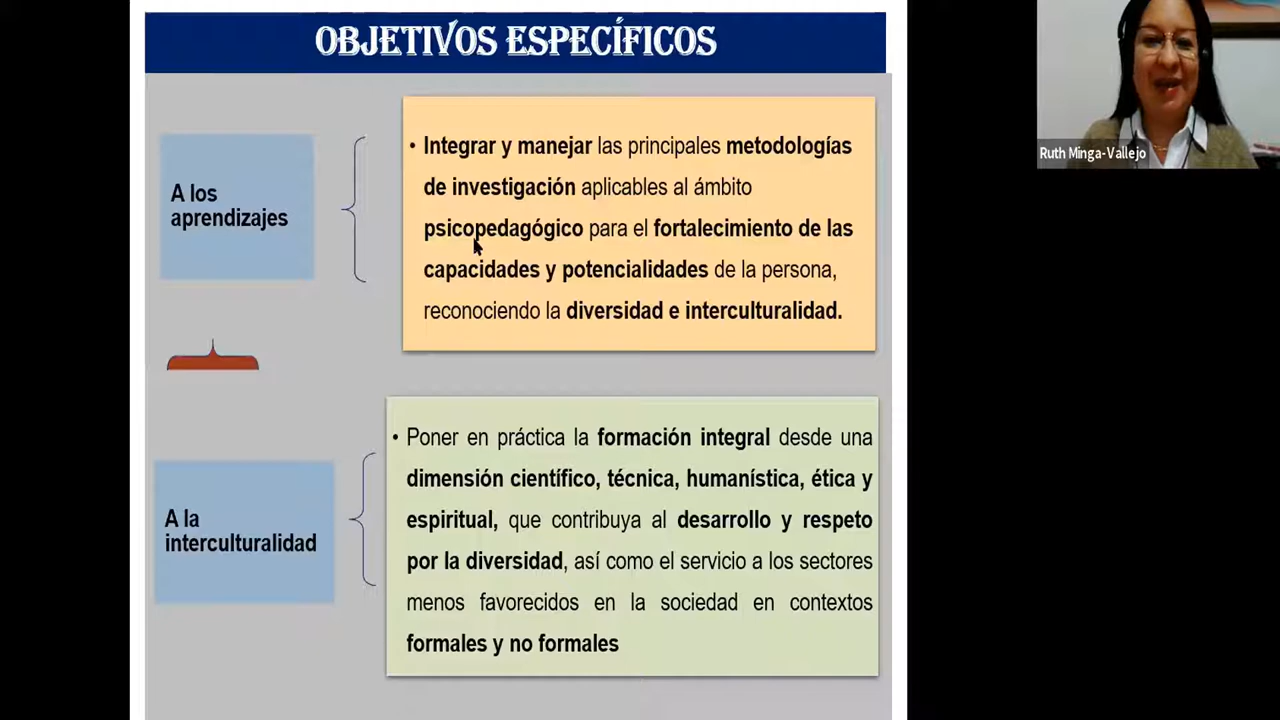 OBJETIVOS ESPECÍFICOS
A los
aprendizajes
• Integrar y manejar las principales metodologías
de investigación aplicables al ámbito
psicopedagógico para el fortalecimiento de las
capacidades y potencialidades de la persona,
reconociendo la diversidad e interculturalidad.
A la
interculturalidad
• Poner en práctica la formación integral desde una
dimensión científico, técnica, humanística, ética y
espiritual, que contribuya al desarrollo y respeto
por la diversidad, así como el servicio a los sectores
menos favorecidos en la sociedad en contextos
formales y no formales
Ruth Minga-Vallejo